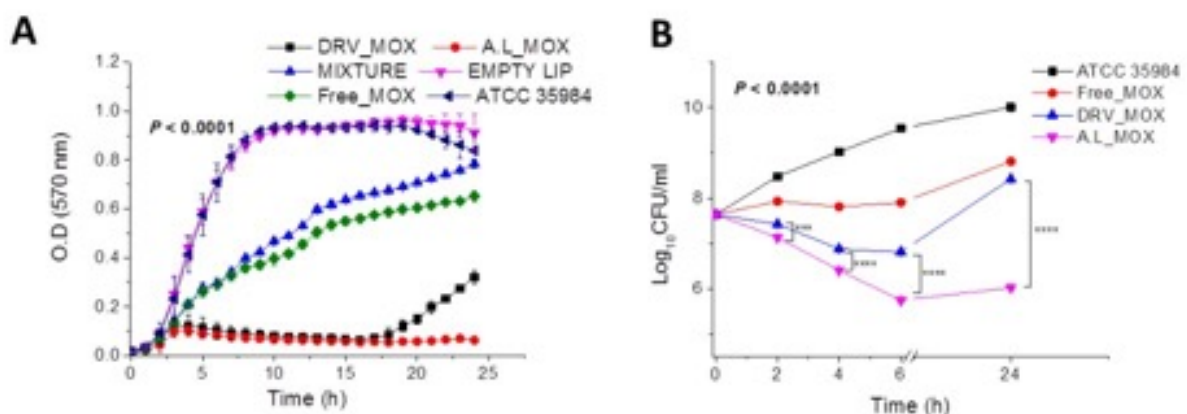 A
DRV_MOX A.L_MOX
MIXTURE EMPTY LIP
Free_MOX ATCC 35984
P < 0.0001
O.D (570 nm)
1.2
1.0
0.8
0.6
0.4
0.2
0.0
0 5 10 15 20 25
Time (h)
B
P < 0.0001
ATCC 35984
Free_MOX
DRV_MOX
A.L_MOX
Log10CFU/ml
10
8
6
****
****
****
0 2 4 6 24
Time (h)